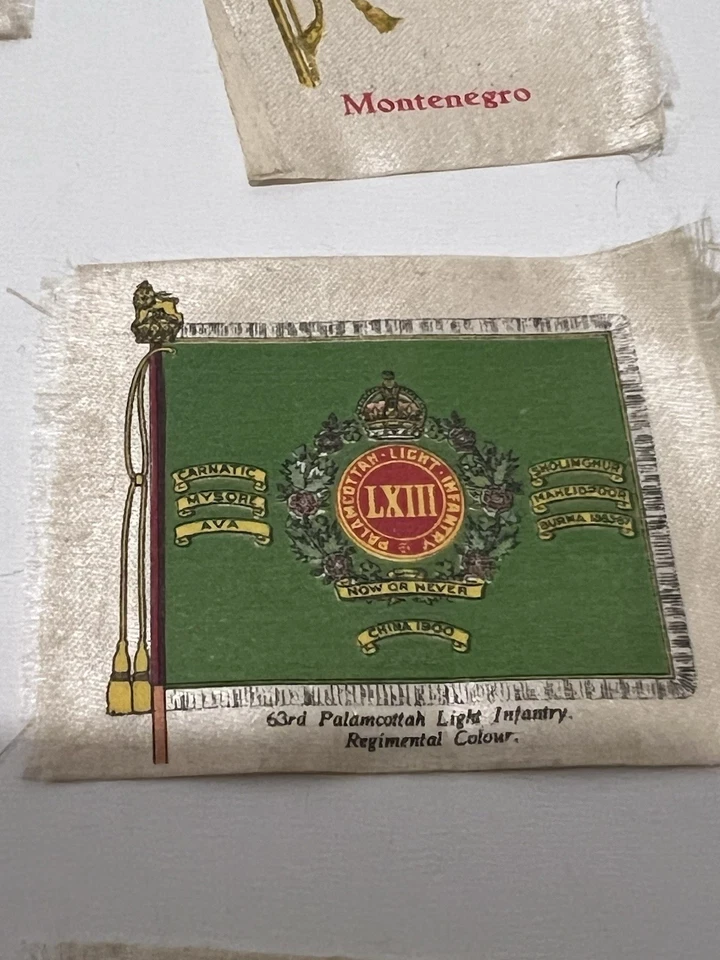 Montenegro
CARNATIC
MYSORE
AVA
PALAMCOTTAH · LIGHT · INFANTRY
LXIII
SHOLINGHUR
NAHEIDPOOR
BURMA 1885-87
NOW OR NEVER
CHINA 1900
63rd Palamcottah Light Infantry.
Regimental Colour.